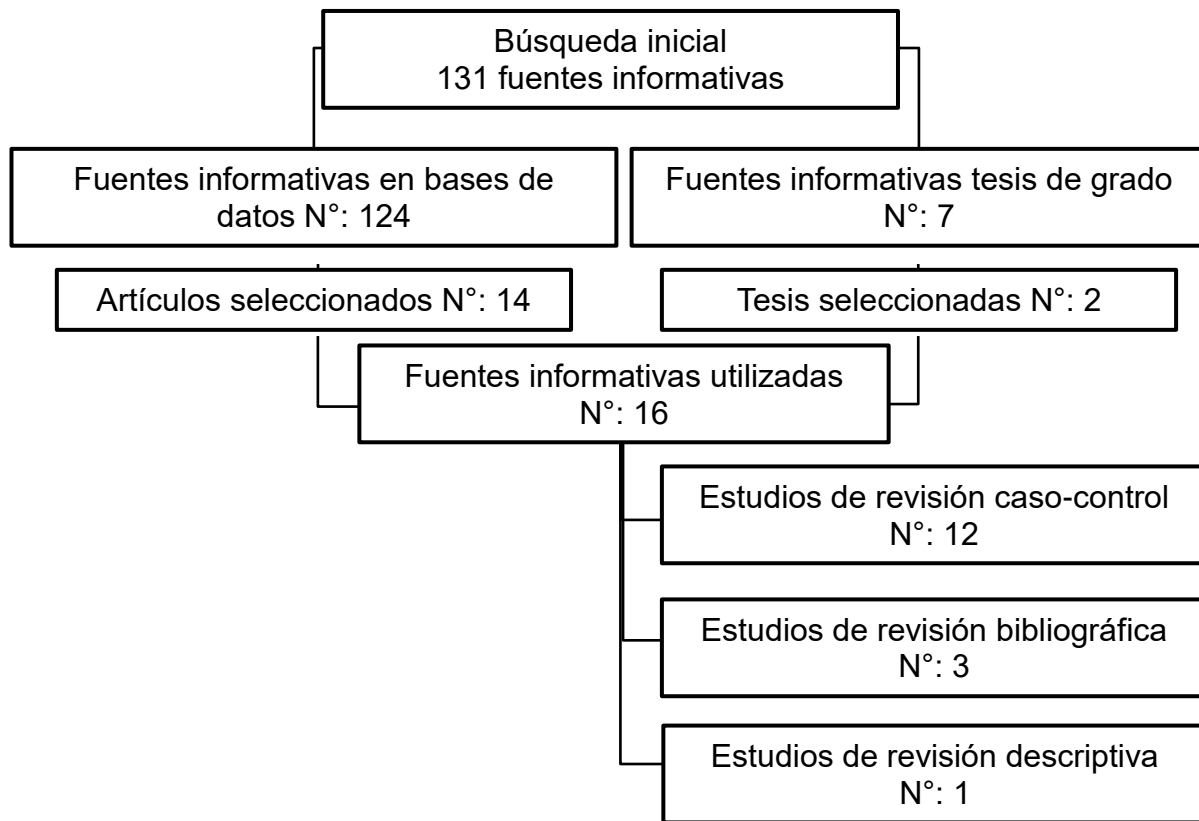 Búsqueda inicial
131 fuentes informativas
Fuentes informativas en bases de
datos N°: 124
Fuentes informativas tesis de grado
N°: 7
Artículos seleccionados N°: 14
Tesis seleccionadas N°: 2
Fuentes informativas utilizadas
N°: 16
Estudios de revisión caso-control
N°: 12
Estudios de revisión bibliográfica
N°: 3
Estudios de revisión descriptiva
N°: 1